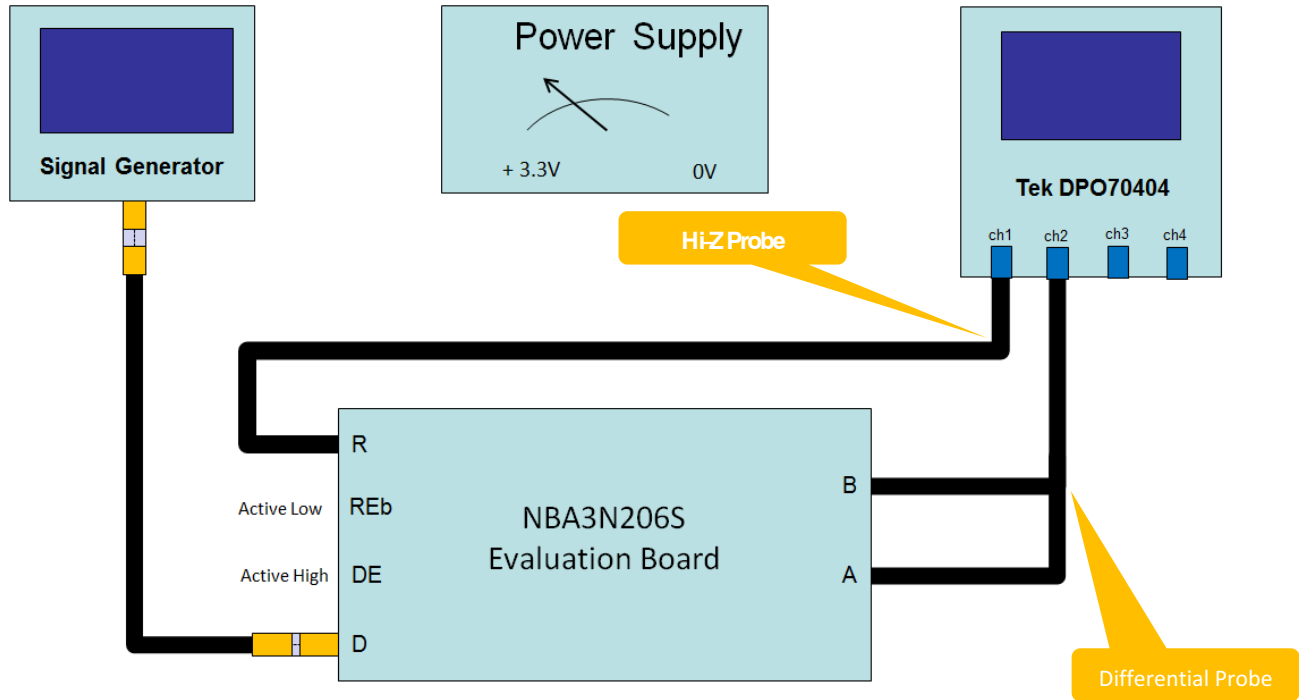 Power Supply
+ 3.3V
0V
Signal Generator
Tek DPO70404
ch1
ch2
ch3
ch4
Hi-Z Probe
R
Active Low
REb
Active High
DE
D
NBA3N206S
Evaluation Board
B
A
Differential Probe